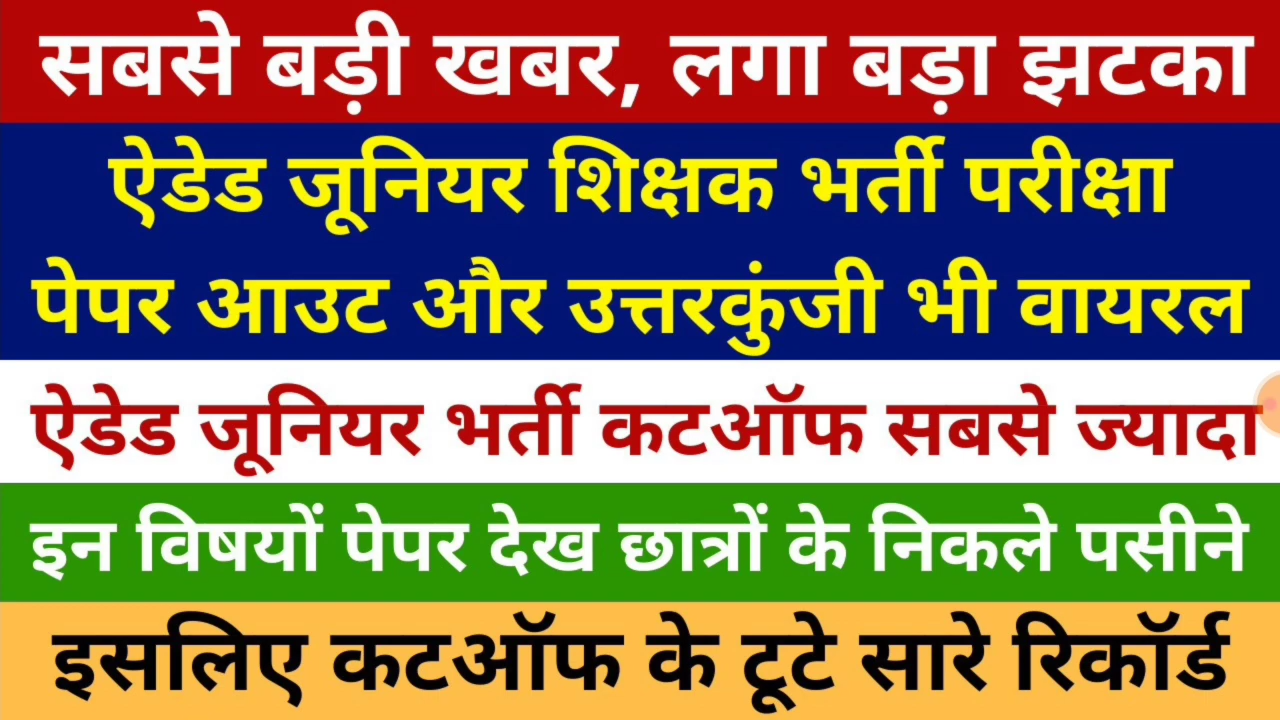 सबसे बड़ी खबर, लगा बड़ा झटका
ऐडेड जूनियर शिक्षक भर्ती परीक्षा
पेपर आउट और उत्तरकुंजी भी वायरल
ऐडेड जूनियर भर्ती कटऑफ सबसे ज्यादा
इन विषयों पेपर देख छात्रों के निकले पसीने
इसलिए कटऑफ के टूटे सारे रिकॉर्ड